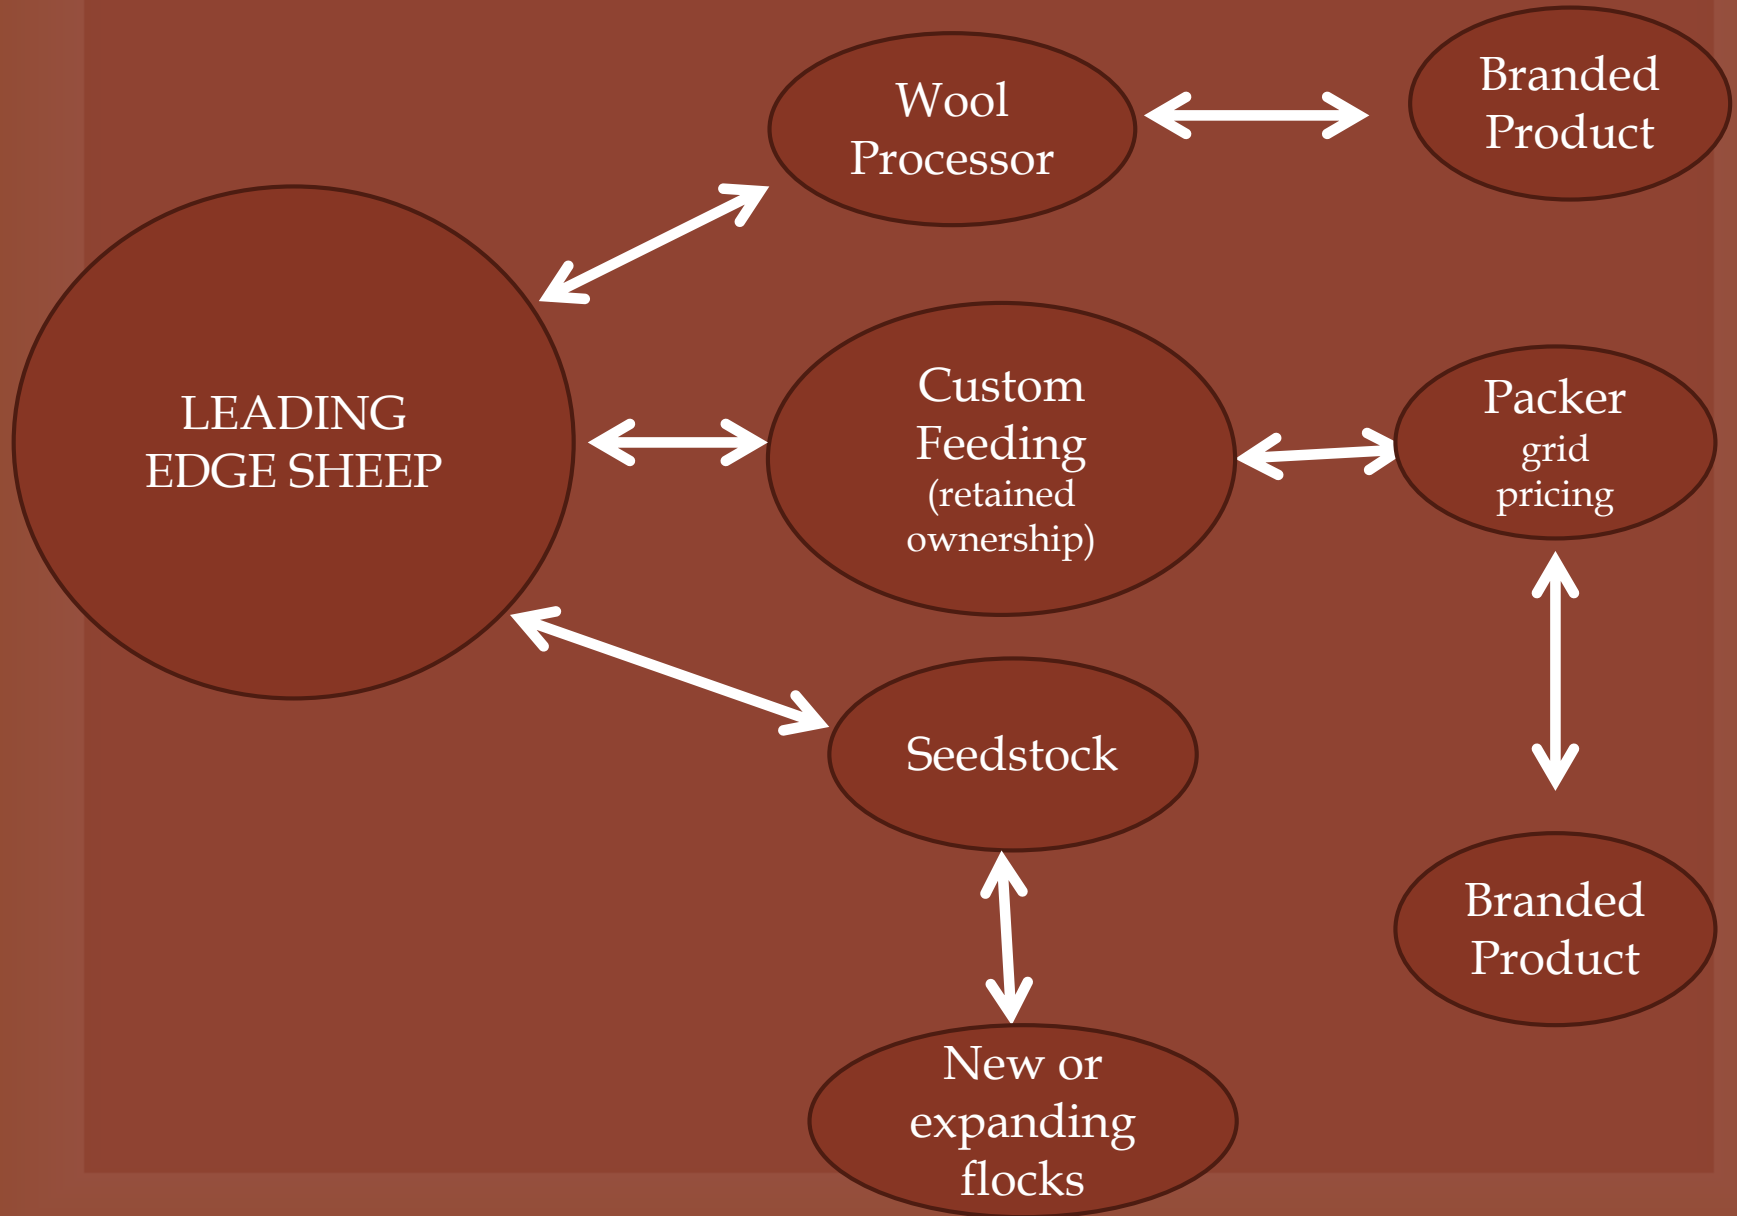 LEADING
EDGE SHEEP
Wool
Processor
Branded
Product
Custom
Feeding
(retained
ownership)
Packer
grid
pricing
Seedstock
Branded
Product
New or
expanding
flocks